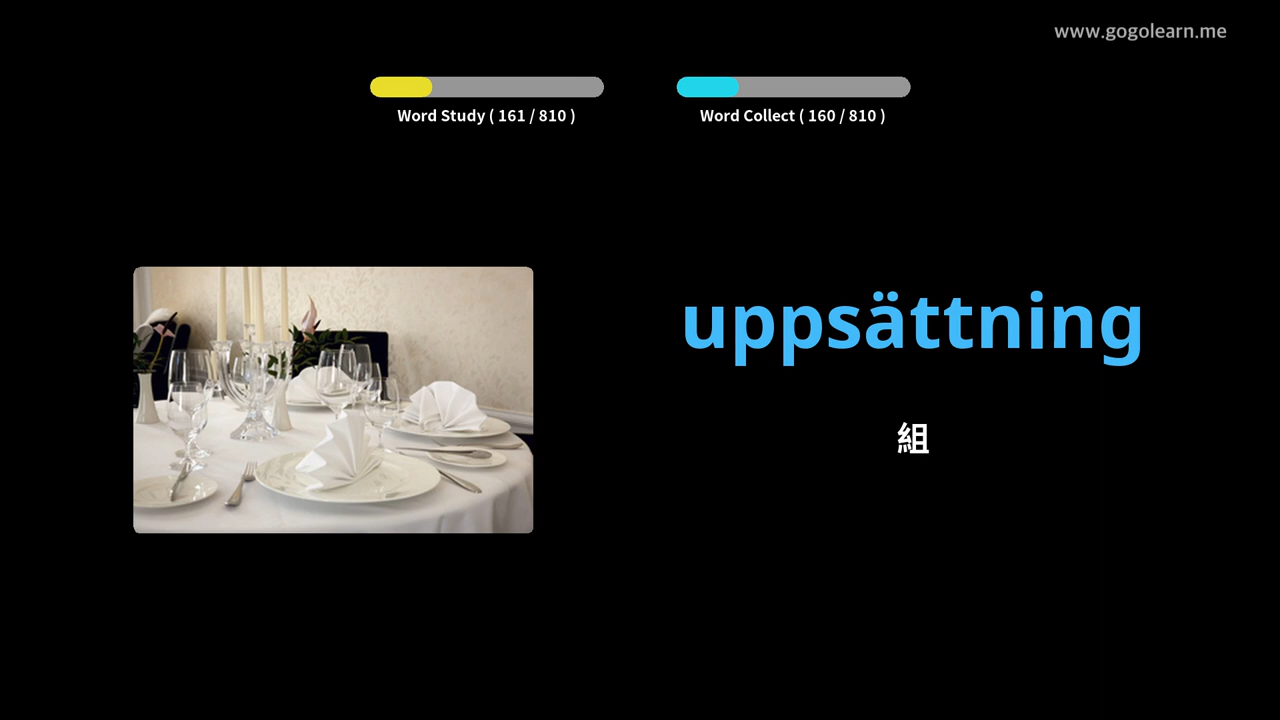 www.gogolearn.me
Word Study ( 161 / 810 )
Word Collect ( 160 / 810 )
uppsättning
組